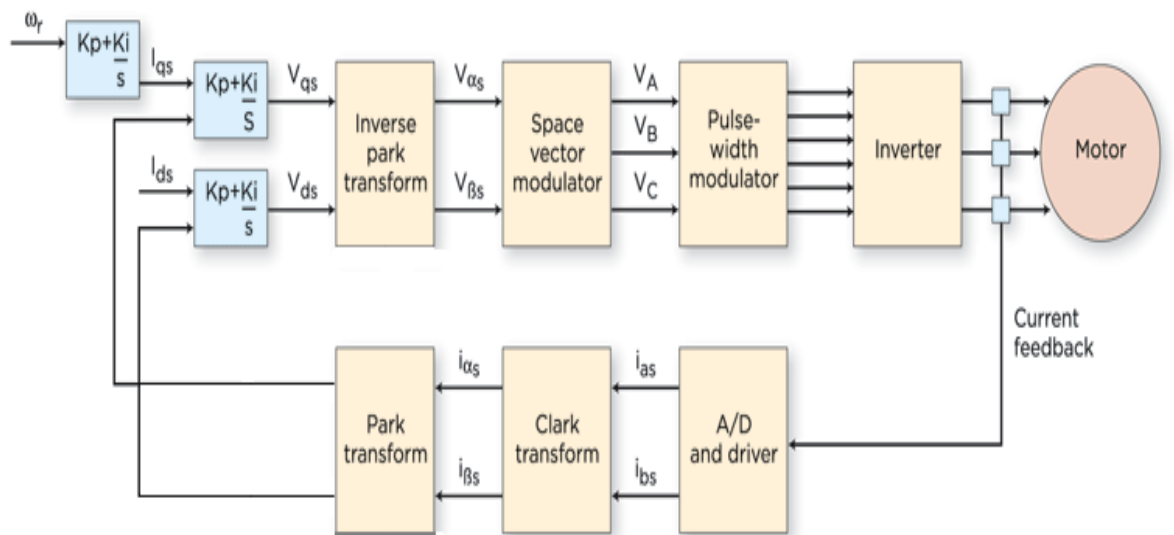 ωr
Kp+Ki
s
Iqs
Kp+Ki
S
Vqs
Ids
Kp+Ki
s
Vds
Inverse
park
transform
Vαs
Vβs
Space
vector
modulator
VA
VB
VC
Pulse-
width
modulator
Inverter
Motor
Current
feedback
Park
transform
iαs
iβs
Clark
transform
ias
ibs
A/D
and driver